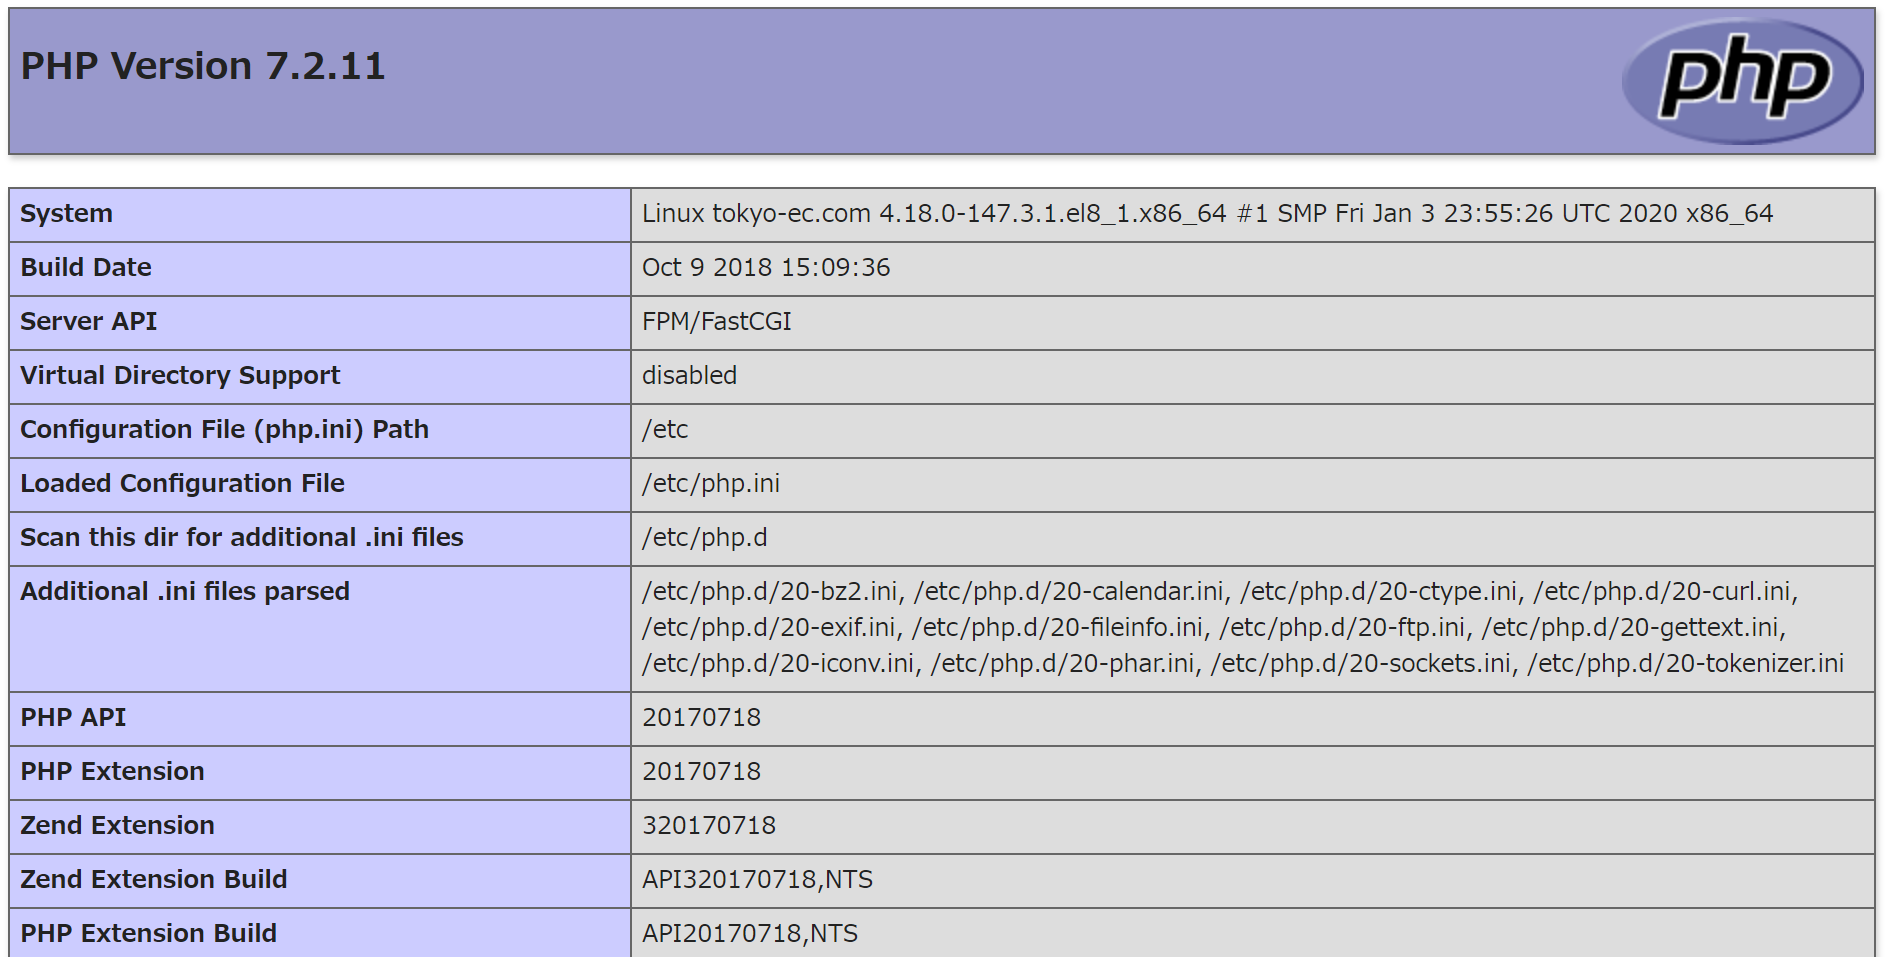 PHP Version 7.2.11
php
System Linux tokyo-ec.com 4.18.0-147.3.1.el8_1.x86_64 #1 SMP Fri Jan 3 23:55:26 UTC 2020 x86_64
Build Date Oct 9 2018 15:09:36
Server API FPM/FastCGI
Virtual Directory Support disabled
Configuration File (php.ini) Path /etc
Loaded Configuration File /etc/php.ini
Scan this dir for additional .ini files /etc/php.d
Additional .ini files parsed /etc/php.d/20-bz2.ini, /etc/php.d/20-calendar.ini, /etc/php.d/20-ctype.ini, /etc/php.d/20-curl.ini,
/etc/php.d/20-exif.ini, /etc/php.d/20-fileinfo.ini, /etc/php.d/20-ftp.ini, /etc/php.d/20-gettext.ini,
/etc/php.d/20-iconv.ini, /etc/php.d/20-phar.ini, /etc/php.d/20-sockets.ini, /etc/php.d/20-tokenizer.ini
PHP API 20170718
PHP Extension 20170718
Zend Extension 320170718
Zend Extension Build API320170718,NTS
PHP Extension Build API20170718,NTS